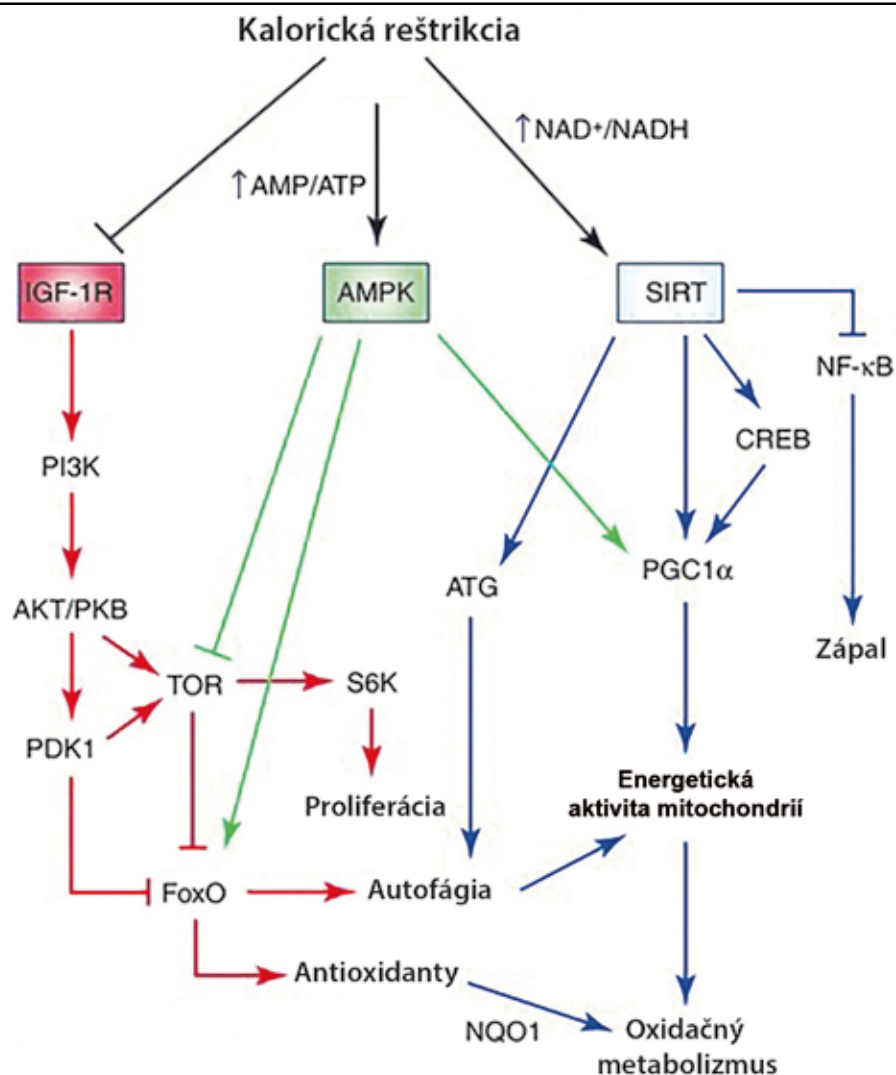 Kalorická reštrikcia
↑NAD+/NADH
↑AMP/ATP
IGF-1R
AMPK
SIRT
NF-κB
CREB
PI3K
PGC1α
ATG
AKT/PKB
Zápal
TOR
S6K
PDK1
Energetická
aktivita mitochondrií
Proliferácia
FoxO
Autofágia
Antioxidanty
NQO1
Oxidačný
metabolizmus